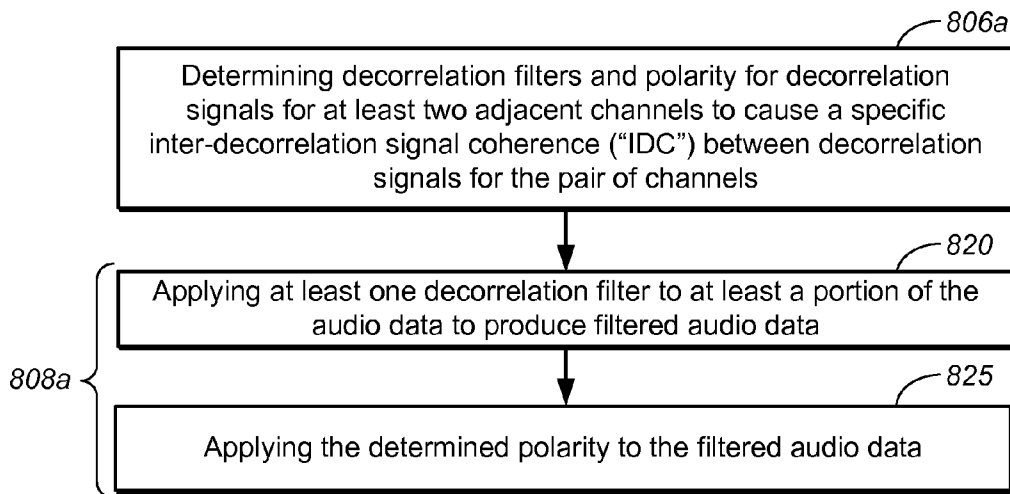 806a
Determining decorrelation filters and polarity for decorrelation
signals for at least two adjacent channels to cause a specific
inter-decorrelation signal coherence (“IDC”) between decorrelation
signals for the pair of channels
820
Applying at least one decorrelation filter to at least a portion of the
audio data to produce filtered audio data
808a
825
Applying the determined polarity to the filtered audio data